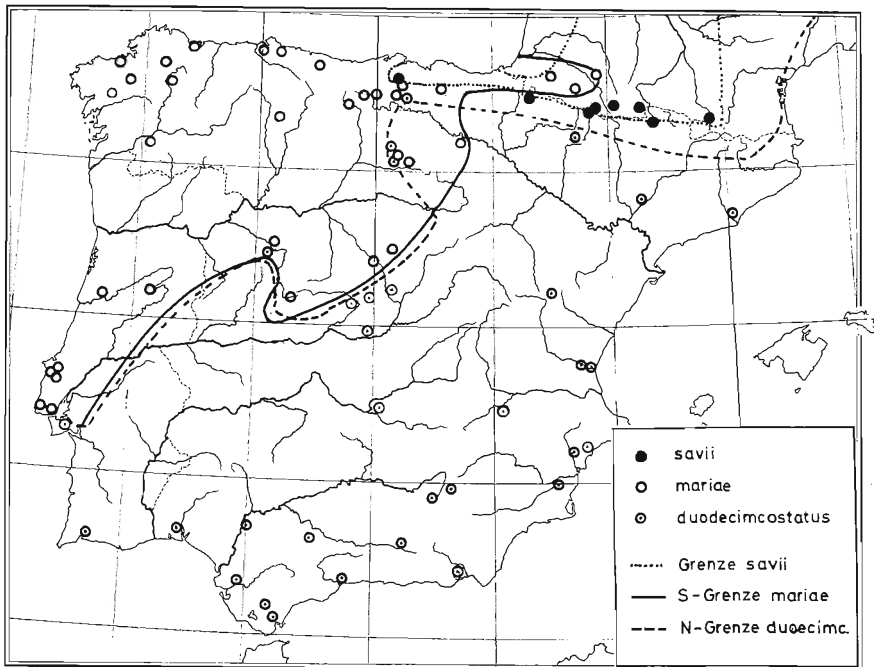 savii
mariae
duodecimcostatus
Grenze savii
S-Grenze mariae
N-Grenze duodecimc.